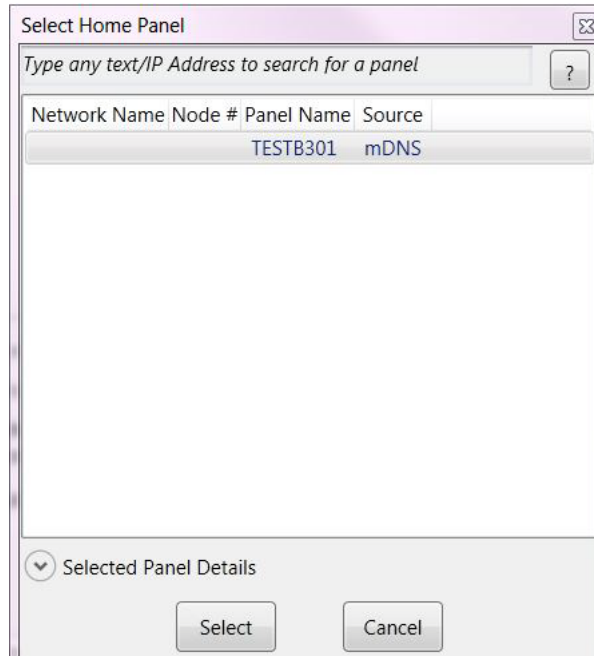 Select Home Panel
Type any text/IP Address to search for a panel
?
Network Name Node # Panel Name Source
TESTB301 mDNS
Selected Panel Details
Select Cancel